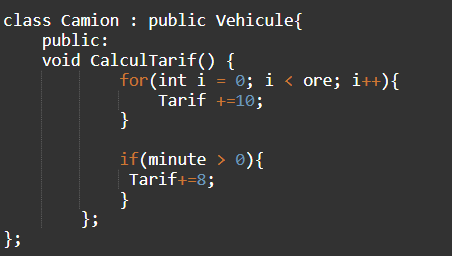 class Camion : public Vehicule{
    public:
    void CalculTarif() {
            for(int i = 0; i < ore; i++){
                Tarif +=10;
            }

            if(minute > 0){
             Tarif+=8;
            }
        };
};